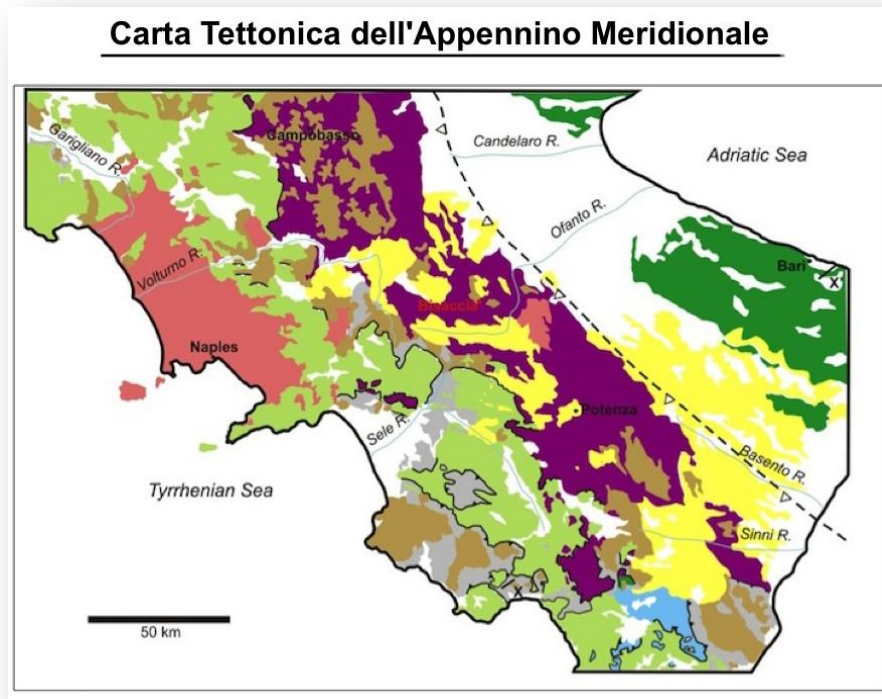 Carta Tettonica dell'Appennino Meridionale
Garigliano R.
Campobasso
Candelaro R.
Adriatic Sea
Ofanto R.
Volturno R.
Bari
X'
Bisaccia
Naples
Potenza
Sele R.
Basento R.
Tyrrhenian Sea
Sinni R.
X
50 km